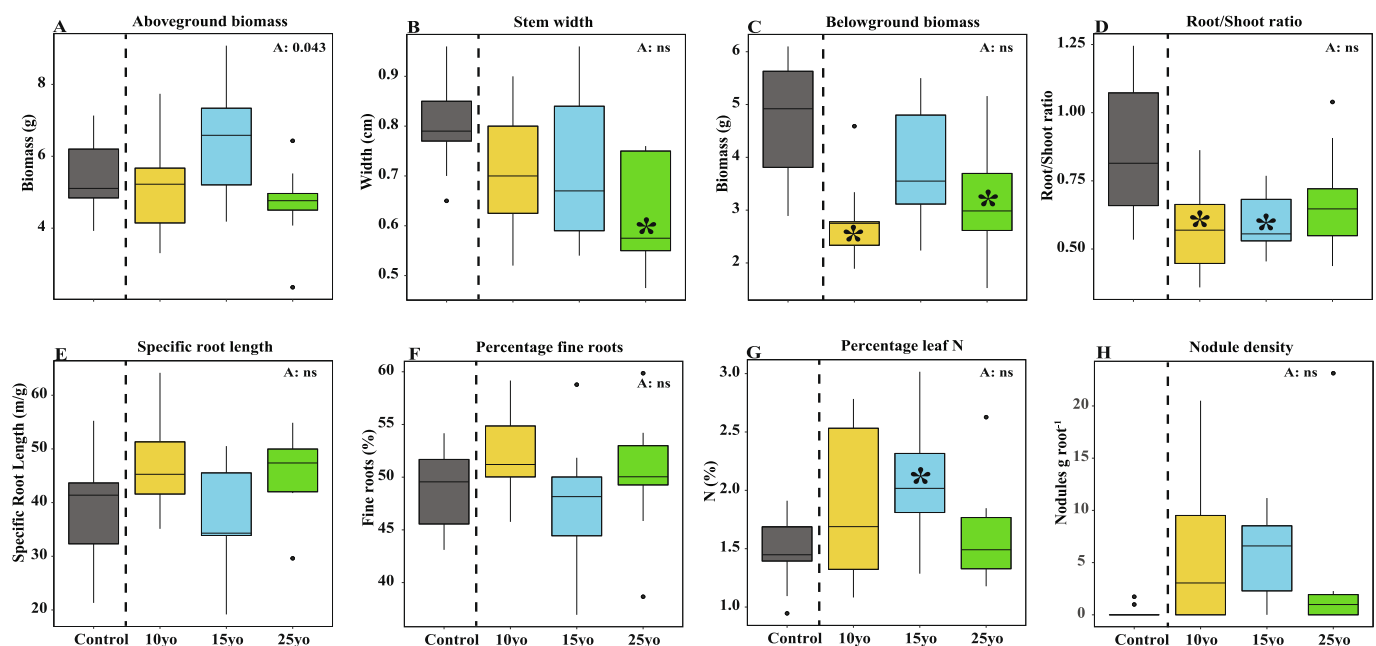 A Aboveground biomass
A: 0.043
Biomass (g)
8
6
4
B Stem width
A: ns
Width (cm)
0.9
0.8
0.7
0.6
0.5
*
C Belowground biomass
A: ns
Biomass (g)
6
5
4
3
2
*
*
D Root/Shoot ratio
A: ns
Root/Shoot ratio
1.25
1.00
0.75
0.50
*
*
E Specific root length
A: ns
Specific Root Length (m/g)
60
50
40
30
20
Control 10yo 15yo 25yo
F Percentage fine roots
A: ns
Fine roots (%)
60
55
50
45
40
Control 10yo 15yo 25yo
G Percentage leaf N
A: ns
N (%)
3.0
2.5
2.0
1.5
1.0
*
Control 10yo 15yo 25yo
H Nodule density
A: ns
Nodules g root⁻¹
20
15
10
5
0
Control 10yo 15yo 25yo